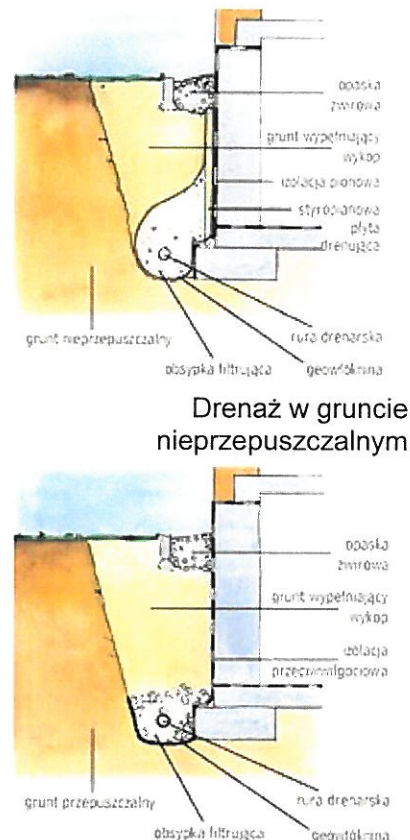 opaska
żwirowa
grunt wypełniający
wykop
izolacja pionowa
styropianowa
płyta
drenująca
rura drenarska
grunt nieprzepuszczalny
obsypka filtrująca
geowłóknina
Drenaż w gruncie
nieprzepuszczalnym
opaska
żwirowa
grunt wypełniający
wykop
izolacja
przeciwwilgociowa
rura drenarska
grunt przepuszczalny
obsypka filtrująca
geowłóknina